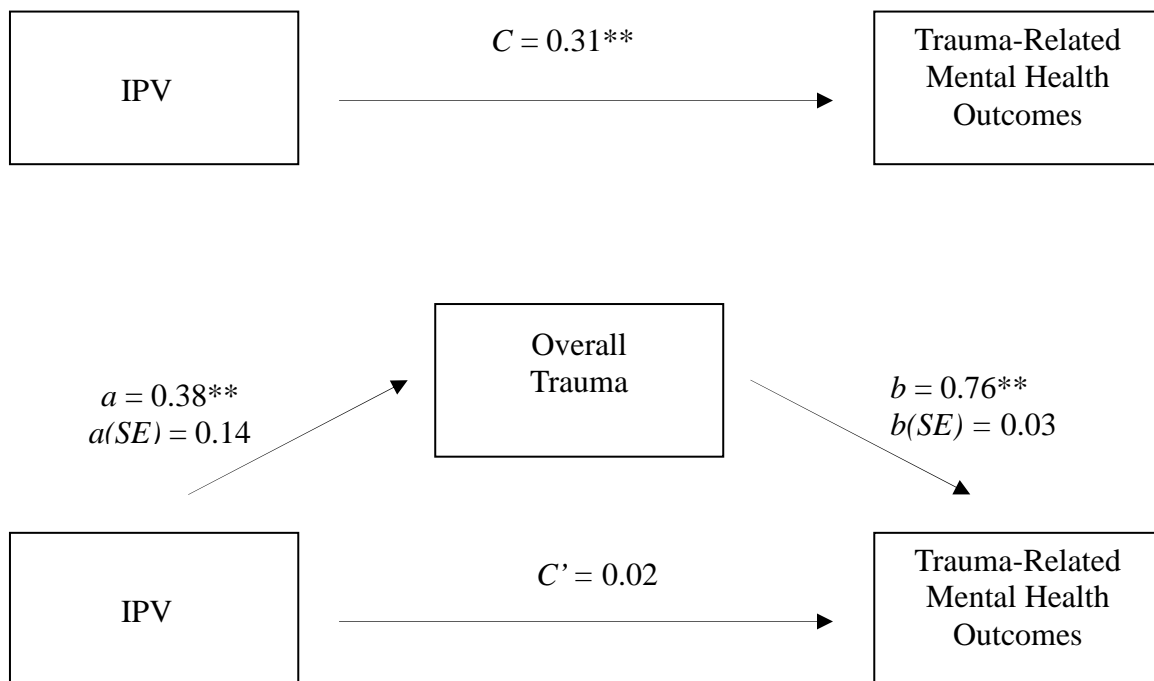 C = 0.31**
IPV
Trauma-Related
Mental Health
Outcomes
Overall
Trauma
a = 0.38**
a(SE) = 0.14
b = 0.76**
b(SE) = 0.03
IPV
C’ = 0.02
Trauma-Related
Mental Health
Outcomes